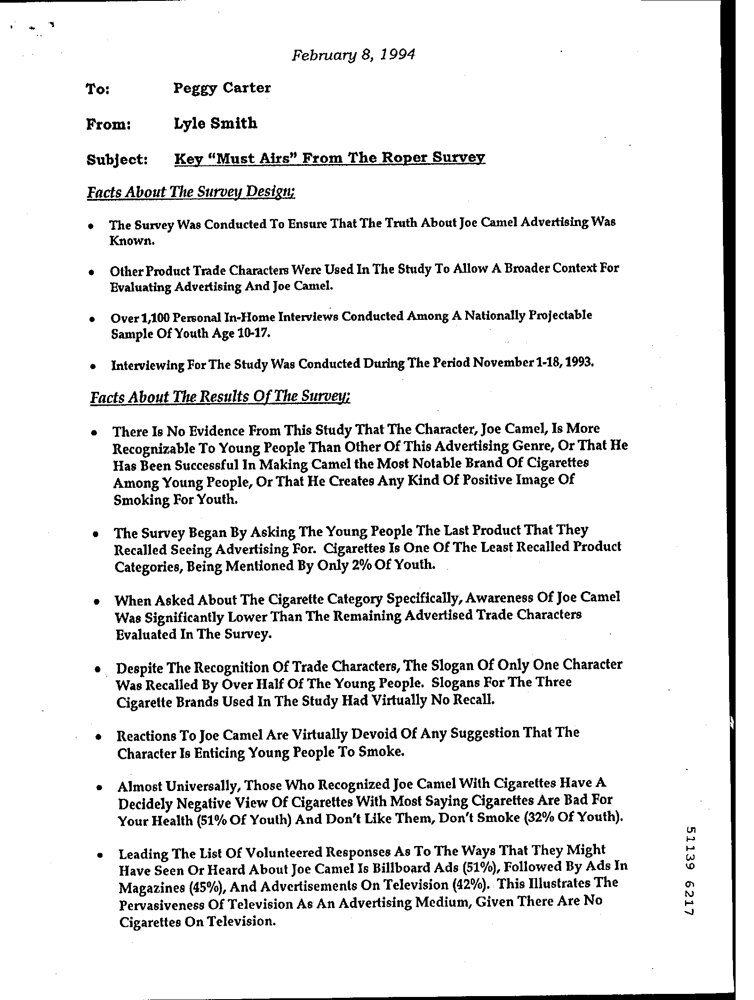 February 8, 1994
To: Peggy Carter
From: Lyle Smith
Subject: Key "Must Airs" From The Roper Survey
Facts About The Survey Design:
• The Survey Was Conducted To Ensure That The Truth About Joe Camel Advertising Was
Known.
• Other Product Trade Characters Were Used In The Study To Allow A Broader Context For
Evaluating Advertising And Joe Camel.
• Over 1,100 Personal In-Home Interviews Conducted Among A Nationally Projectable
Sample Of Youth Age 10-17.
• Interviewing For The Study Was Conducted During The Period November 1-18, 1993.
Facts About The Results Of The Survey:
• There Is No Evidence From This Study That The Character, Joe Camel, Is More
Recognizable To Young People Than Other Of This Advertising Genre, Or That He
Has Been Successful In Making Camel the Most Notable Brand Of Cigarettes
Among Young People, Or That He Creates Any Kind Of Positive Image Of
Smoking For Youth.
• The Survey Began By Asking The Young People The Last Product That They
Recalled Seeing Advertising For. Cigarettes Is One Of The Least Recalled Product
Categories, Being Mentioned By Only 2% Of Youth.
• When Asked About The Cigarette Category Specifically, Awareness Of Joe Camel
Was Significantly Lower Than The Remaining Advertised Trade Characters
Evaluated In The Survey.
• Despite The Recognition Of Trade Characters, The Slogan Of Only One Character
Was Recalled By Over Half Of The Young People. Slogans For The Three
Cigarette Brands Used In The Study Had Virtually No Recall.
• Reactions To Joe Camel Are Virtually Devoid Of Any Suggestion That The
Character Is Enticing Young People To Smoke.
• Almost Universally, Those Who Recognized Joe Camel With Cigarettes Have A
Decidely Negative View Of Cigarettes With Most Saying Cigarettes Are Bad For
Your Health (51% Of Youth) And Don't Like Them, Don't Smoke (32% Of Youth).
• Leading The List Of Volunteered Responses As To The Ways That They Might
Have Seen Or Heard About Joe Camel Is Billboard Ads (51%), Followed By Ads In
Magazines (45%), And Advertisements On Television (42%). This Illustrates The
Pervasiveness Of Television As An Advertising Medium, Given There Are No
Cigarettes On Television.
51139 6217